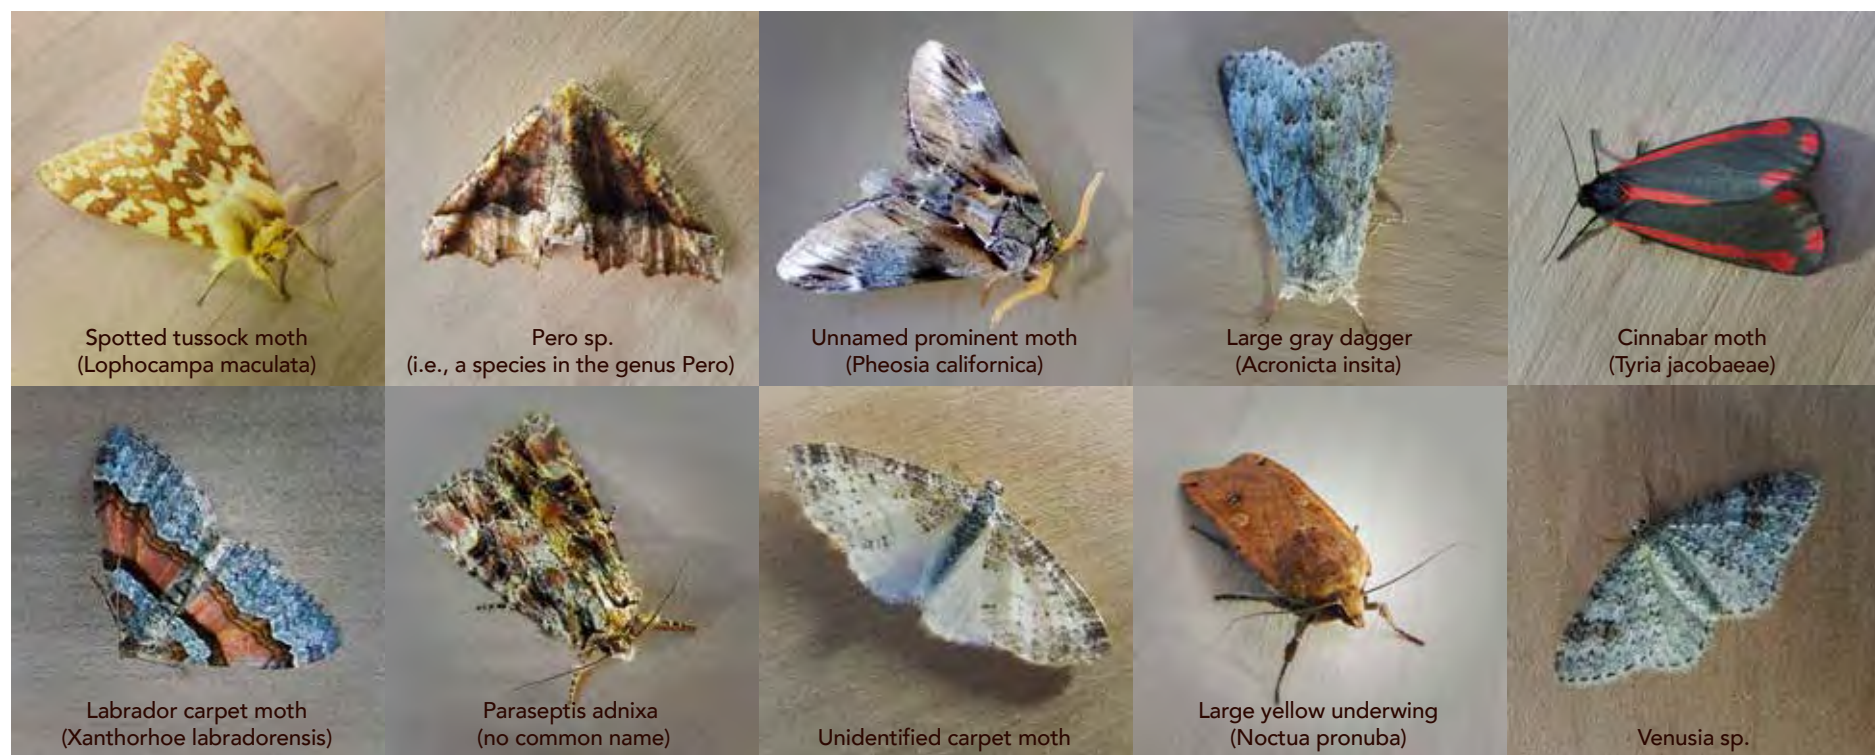 Spotted tussock moth
(Lophocampa maculata)
Pero sp.
(i.e., a species in the genus Pero)
Unnamed prominent moth
(Pheosia californica)
Large gray dagger
(Acronicta insita)
Cinnabar moth
(Tyria jacobaeae)
Labrador carpet moth
(Xanthorhoe labradorensis)
Paraseptis adnixa
(no common name)
Unidentified carpet moth
Large yellow underwing
(Noctua pronuba)
Venusia sp.